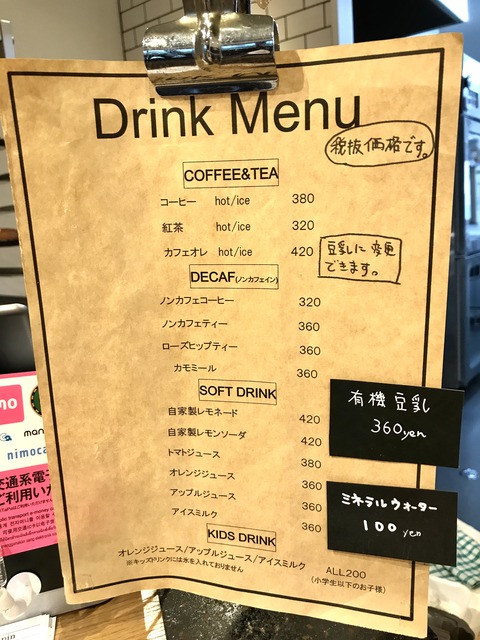 Drink Menu
税抜価格です。
COFFEE&TEA
コーヒー hot/ice 380
紅茶 hot/ice 320
カフェオレ hot/ice 420
豆乳に変更
できます。
DECAF(ノンカフェイン)
ノンカフェコーヒー 320
ノンカフェティー 360
ローズヒップティー 360
カモミール 360
SOFT DRINK
自家製レモネード 420
自家製レモンソーダ 420
トマトジュース 380
オレンジジュース 360
アップルジュース 360
アイスミルク 360
有機豆乳
360yen
ミネラルウォーター
100yen
KIDS DRINK
オレンジジュース/アップルジュース/アイスミルク ALL200
※キッズドリンクには氷を入れておりません (小学生以下のお子様)
mo
man
nimoca
交通系電子
ご利用いた